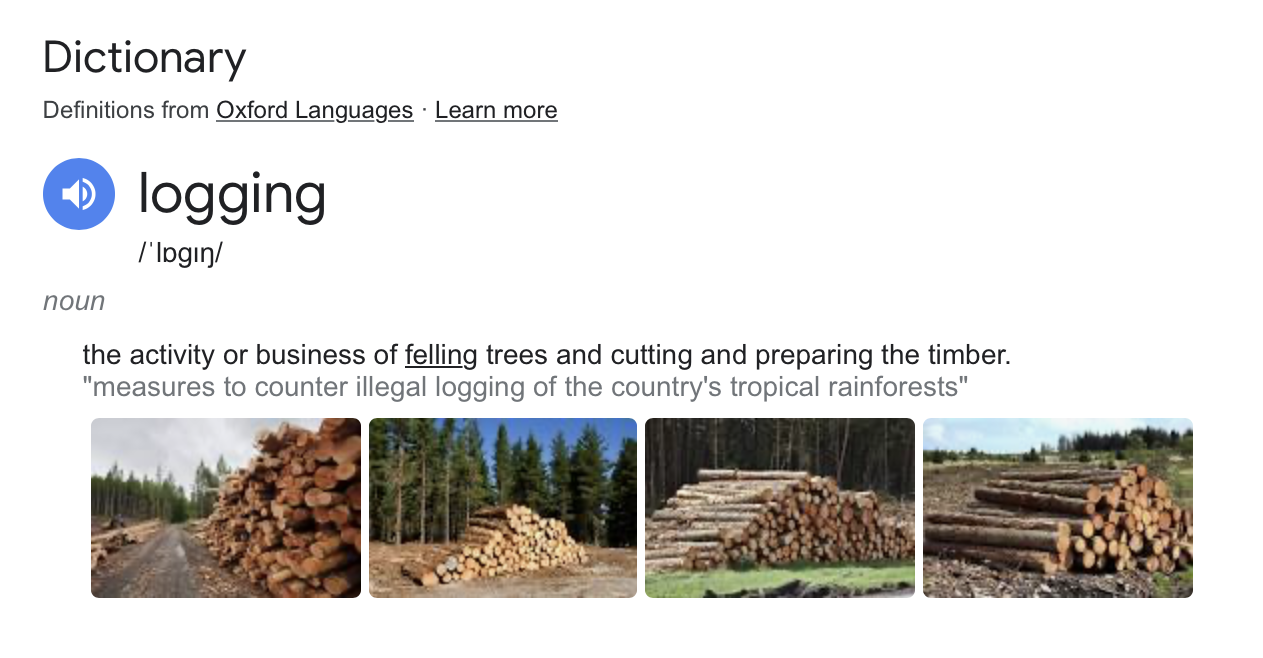 Dictionary
Definitions from Oxford Languages · Learn more
logging
/ˈlɒɡɪŋ/
noun
the activity or business of felling trees and cutting and preparing the timber.
"measures to counter illegal logging of the country's tropical rainforests"